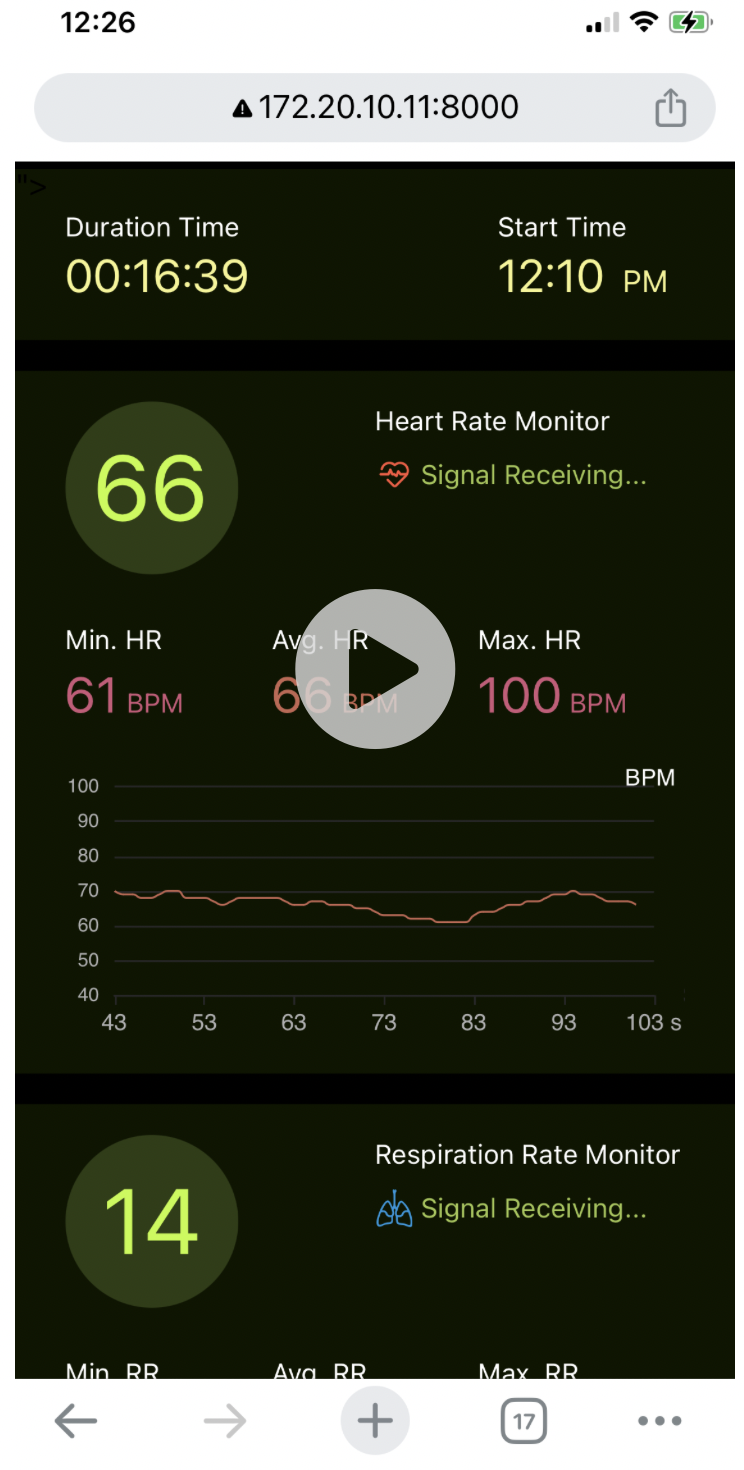 12:26
172.20.10.11:8000
">
Duration Time Start Time
00:16:39 12:10 PM
66
Heart Rate Monitor
Signal Receiving...
Min. HR Avg. HR Max. HR
61 BPM 66 BPM 100 BPM
BPM
100
90
80
70
60
50
40
43 53 63 73 83 93 103 s
14
Respiration Rate Monitor
Signal Receiving...
Min. RR Avg. RR Max. RR
17